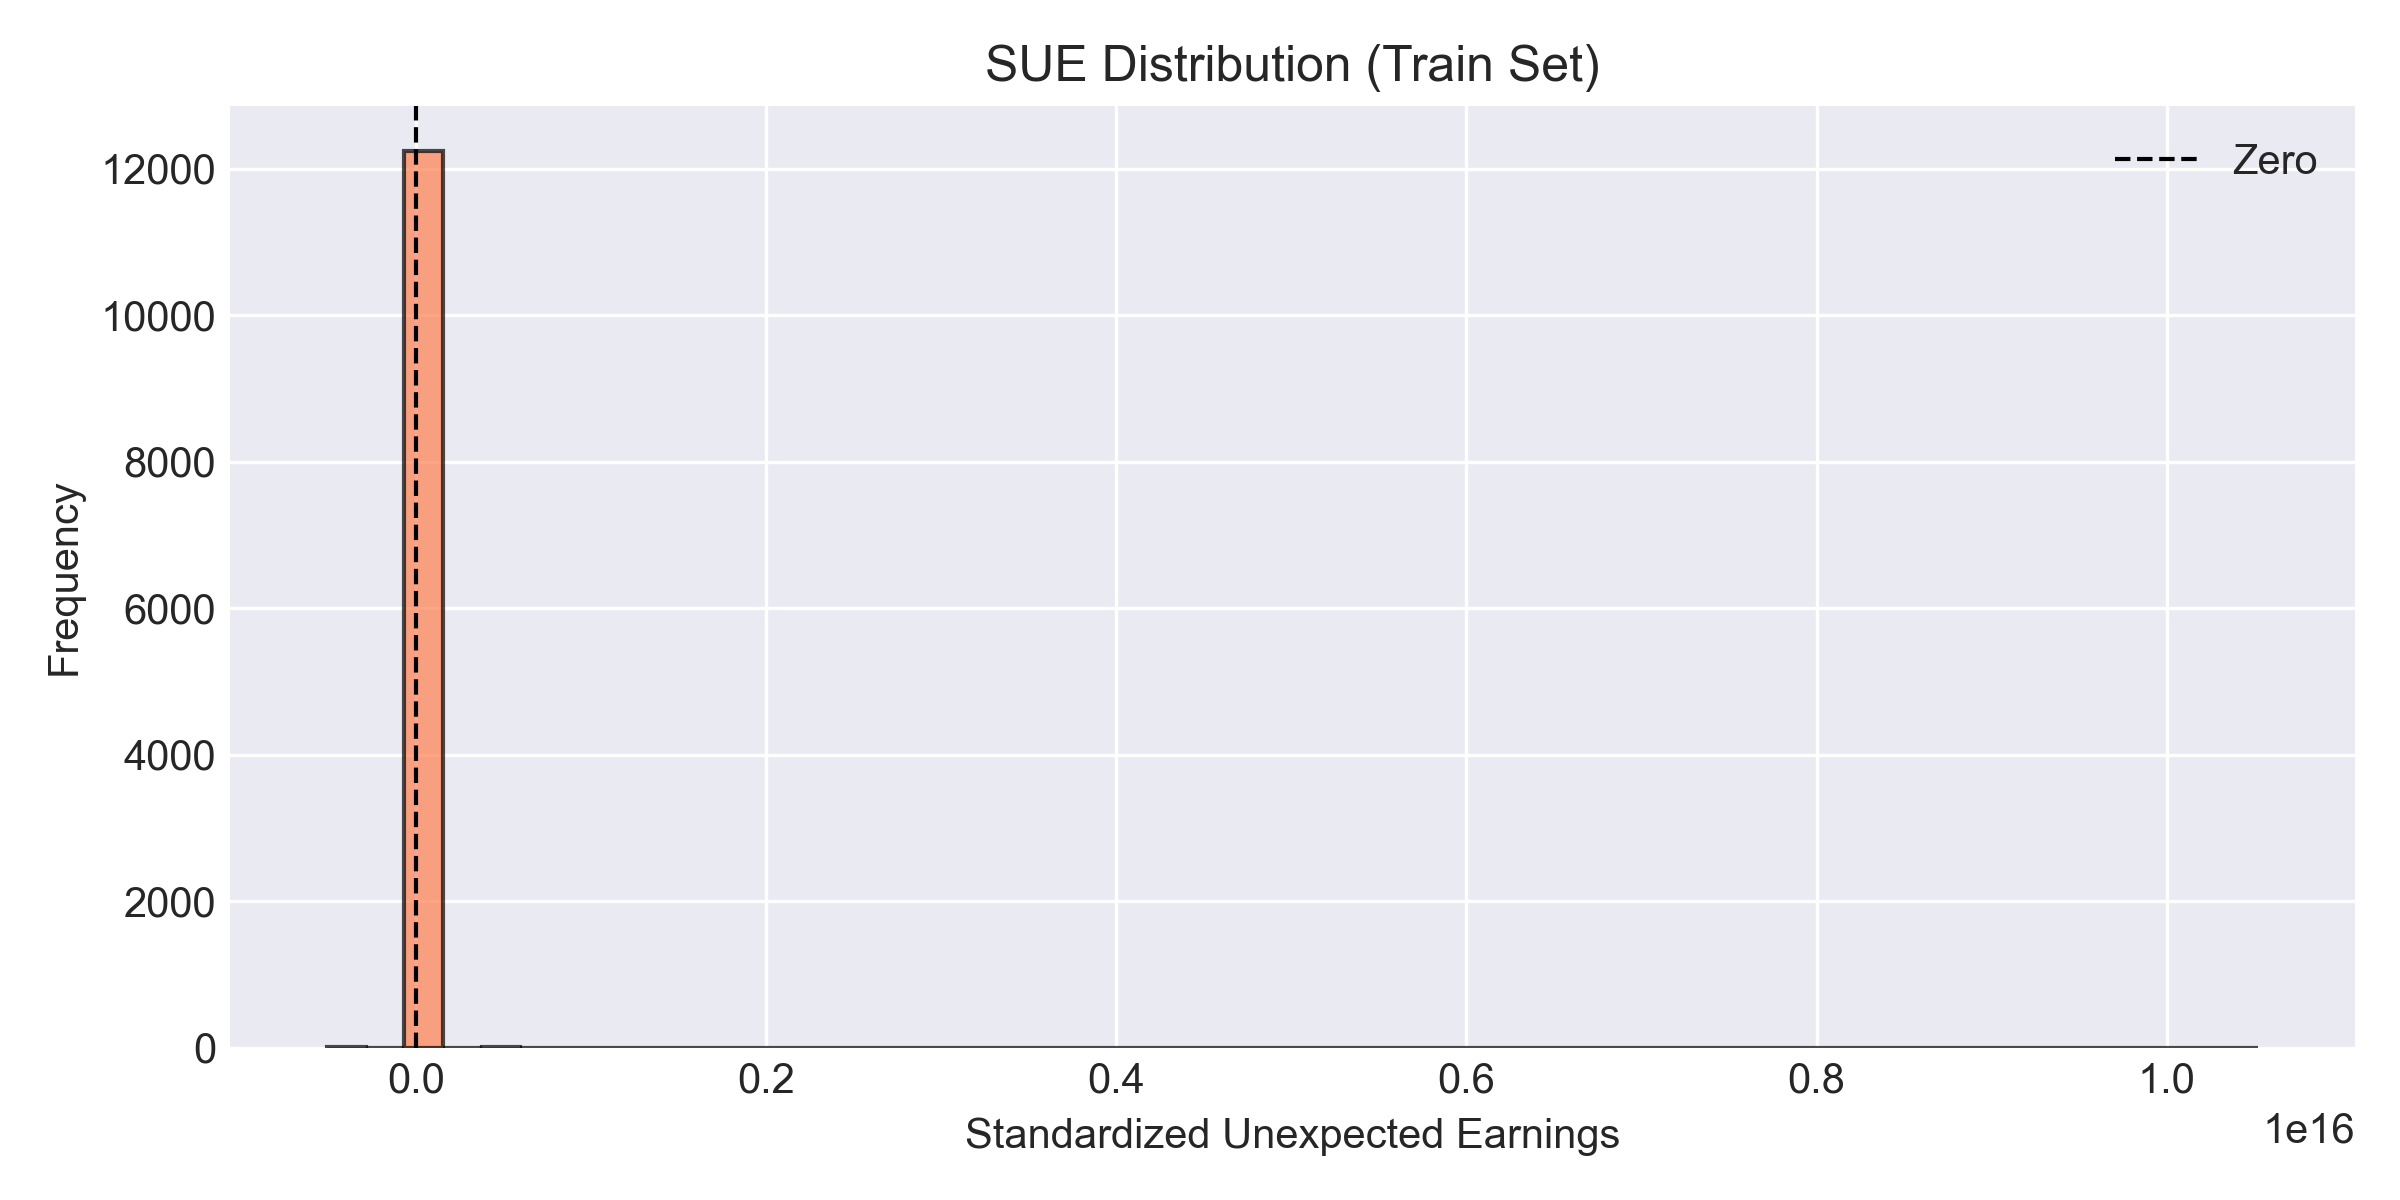 SUE Distribution (Train Set)
Zero
Frequency
12000
10000
8000
6000
4000
2000
0
0.0 0.2 0.4 0.6 0.8 1.0
1e16
Standardized Unexpected Earnings